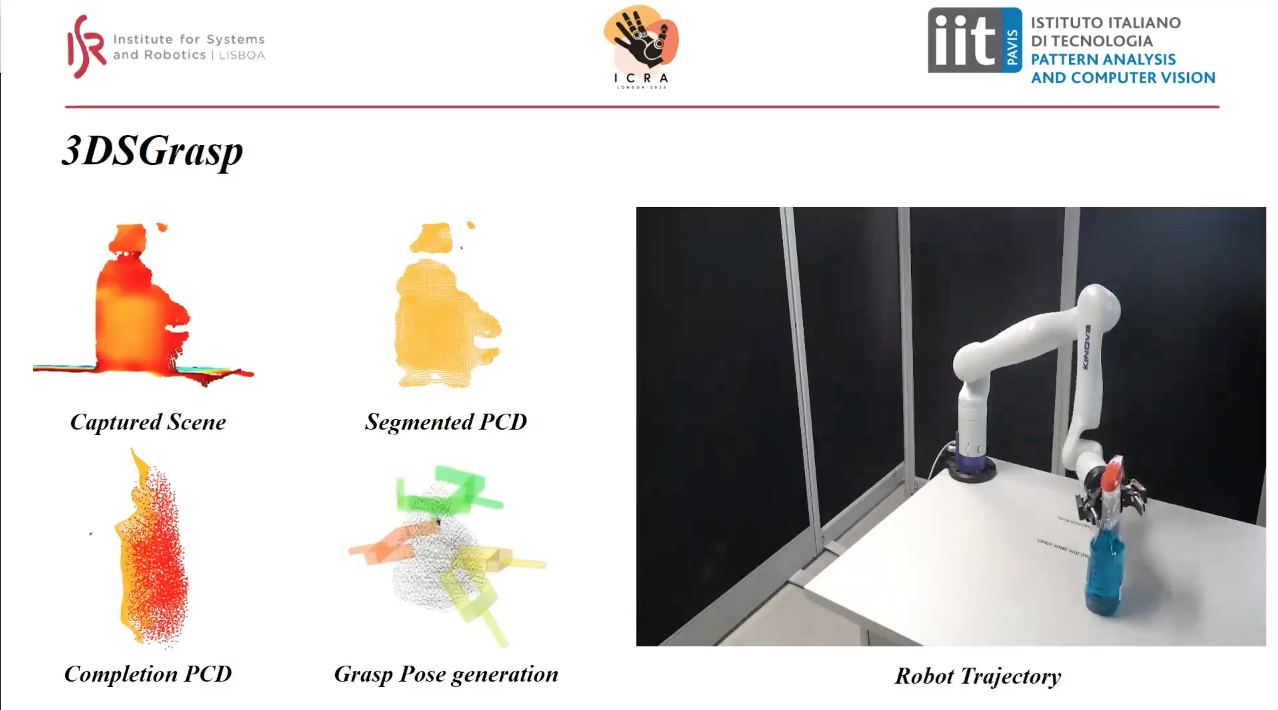 Institute for Systems
and Robotics | LISBOA
ICRA
LONDON·2023
iit
PAVIS
ISTITUTO ITALIANO
DI TECNOLOGIA
PATTERN ANALYSIS
AND COMPUTER VISION
3DSGrasp
Captured Scene
Segmented PCD
KINOVA
Completion PCD
Grasp Pose generation
Robot Trajectory